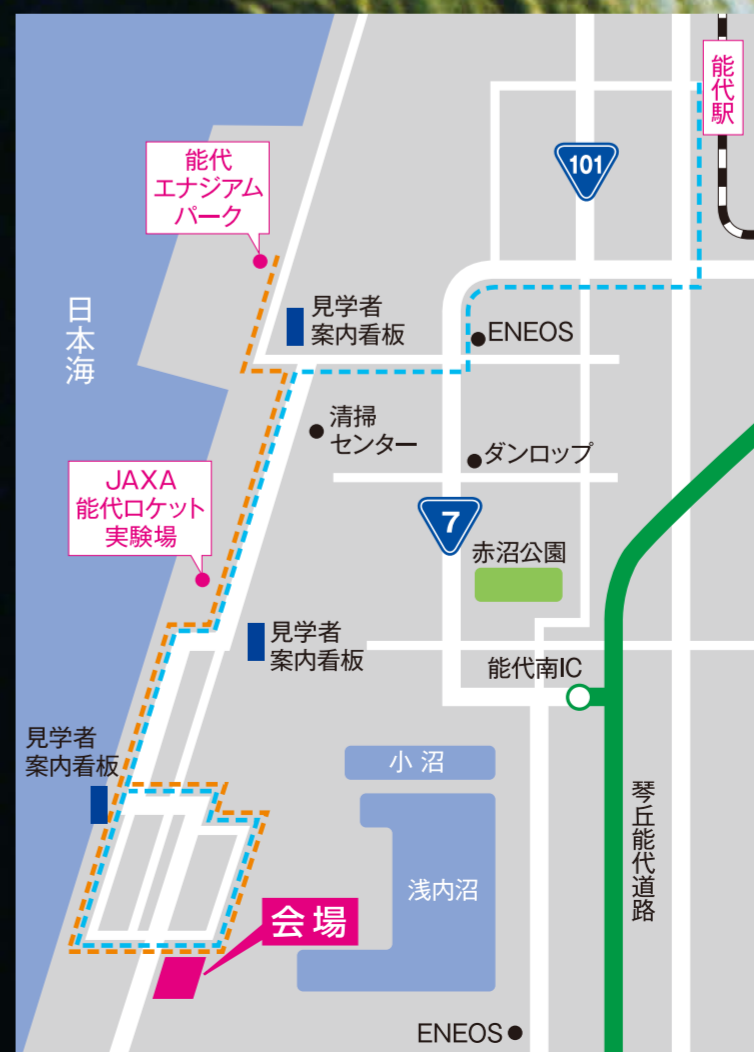 能代駅
101
能代
エナジアム
パーク
日本海
見学者
案内看板
ENEOS
清掃
センター
ダンロップ
JAXA
能代ロケット
実験場
7
赤沼公園
見学者
案内看板
能代南IC
見学者
案内看板
小沼
琴丘能代道路
浅内沼
会場
ENEOS